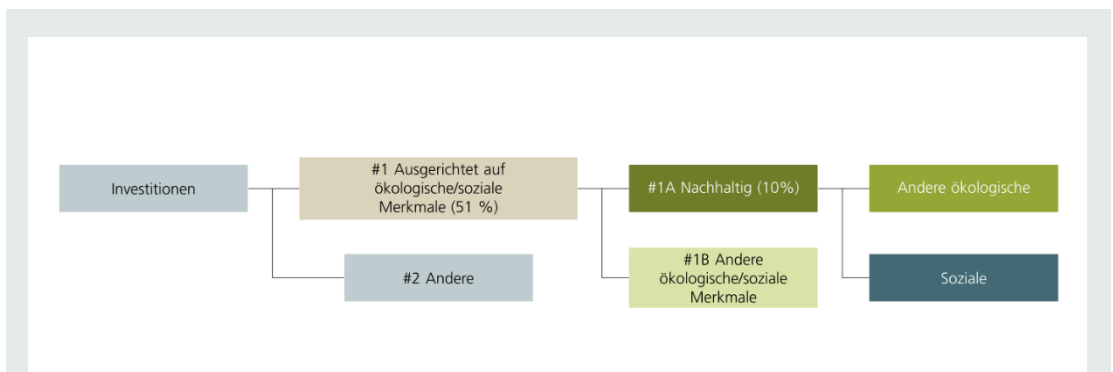 Investitionen
#1 Ausgerichtet auf
ökologische/soziale
Merkmale (51 %)
#1A Nachhaltig (10%)
Andere ökologische
#2 Andere
#1B Andere
ökologische/soziale
Merkmale
Soziale